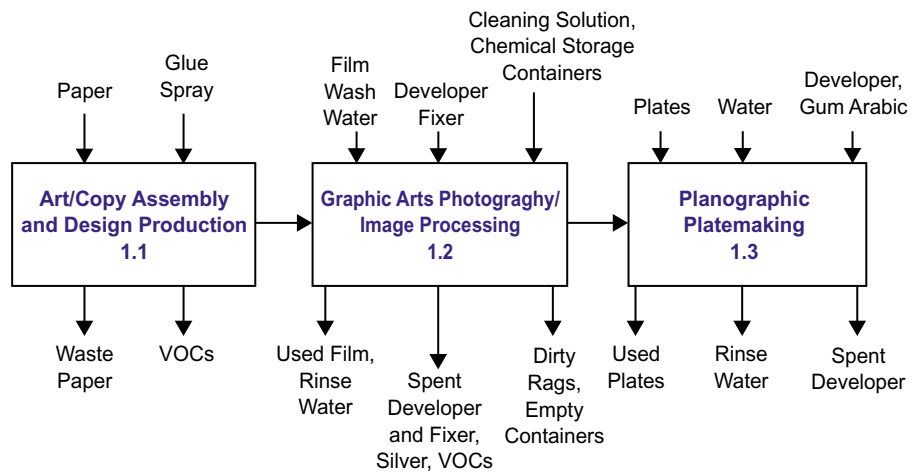 Paper
Glue
Spray
Film
Wash
Water
Developer
Fixer
Cleaning Solution,
Chemical Storage
Containers
Plates
Water
Developer,
Gum Arabic
Art/Copy Assembly
and Design Production
1.1
Graphic Arts Photography/
Image Processing
1.2
Planographic
Platemaking
1.3
Waste
Paper
VOCs
Used Film,
Rinse
Water
Spent
Developer
and Fixer,
Silver, VOCs
Dirty
Rags,
Empty
Containers
Used
Plates
Rinse
Water
Spent
Developer